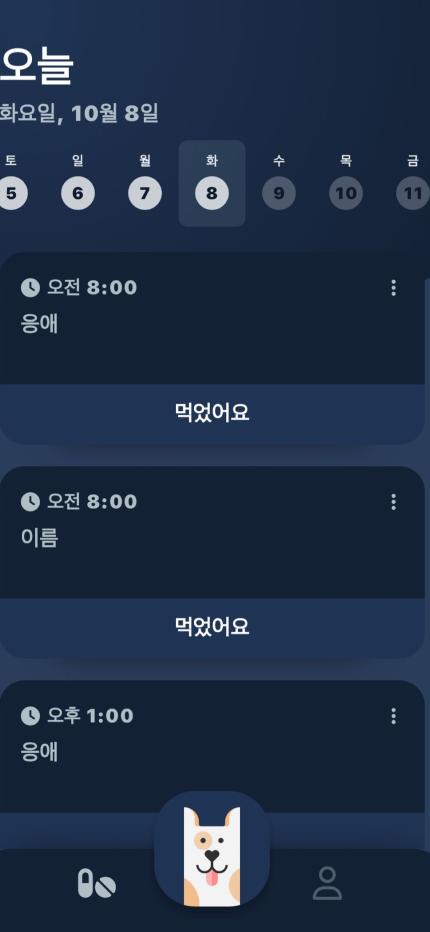 오늘
화요일, 10월 8일
토 일 월 화 수 목 금
5 6 7 8 9 10 11
오전 8:00
응애
먹었어요
오전 8:00
이름
먹었어요
오후 1:00
응애